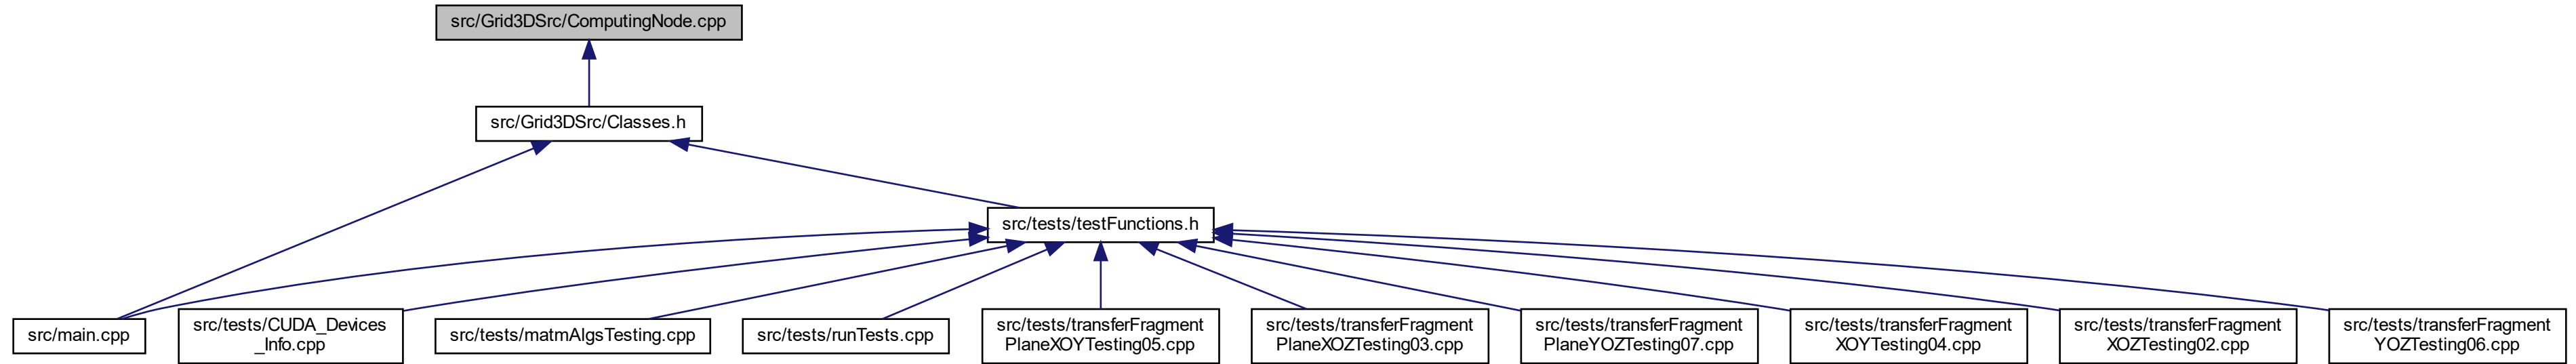 src/Grid3DSrc/ComputingNode.cpp
src/Grid3DSrc/Classes.h
src/tests/testFunctions.h
src/main.cpp
src/tests/CUDA_Devices
_Info.cpp
src/tests/matmAlgsTesting.cpp
src/tests/runTests.cpp
src/tests/transferFragment
PlaneXOYTesting05.cpp
src/tests/transferFragment
PlaneXOZTesting03.cpp
src/tests/transferFragment
PlaneYOZTesting07.cpp
src/tests/transferFragment
XOYTesting04.cpp
src/tests/transferFragment
XOZTesting02.cpp
src/tests/transferFragment
YOZTesting06.cpp